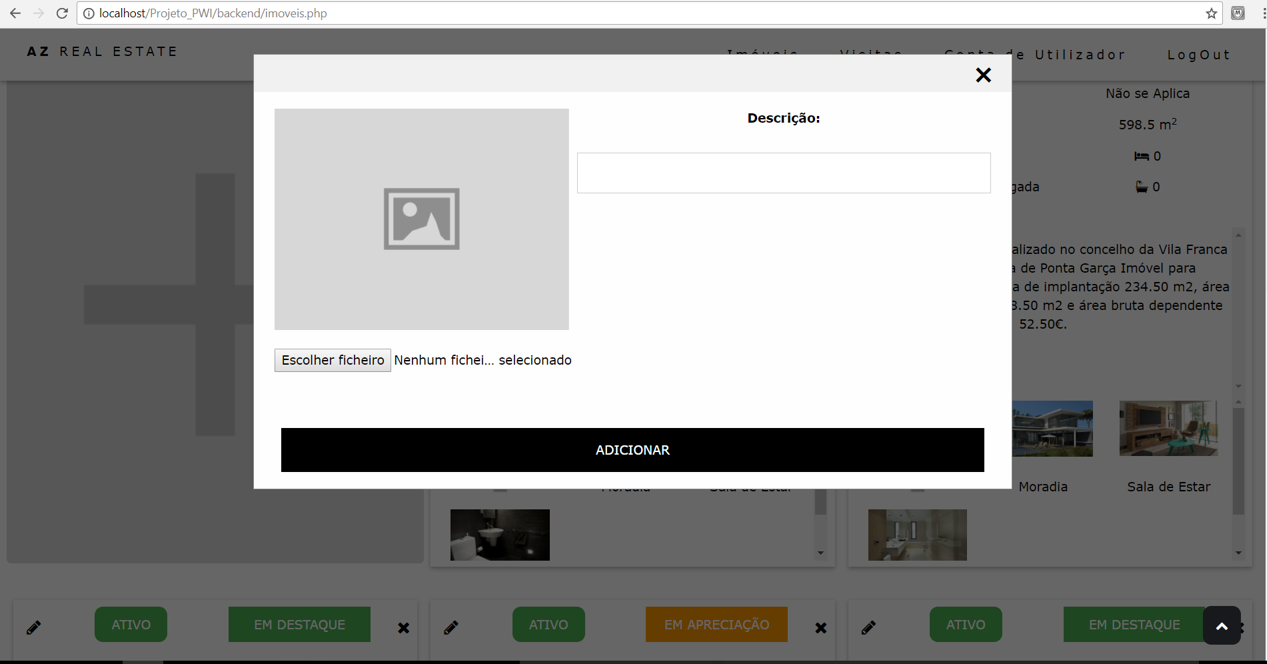 localhost/Projeto_PWI/backend/imoveis.php
AZ REAL ESTATE
Imóveis Visitas Conta de Utilizador LogOut
Descrição:
Não se Aplica
598.5 m²
0
gada
0
alizado no concelho da Vila Franca
a de Ponta Garça Imóvel para
a de implantação 234.50 m2, área
3.50 m2 e área bruta dependente
52.50€.
Escolher ficheiro Nenhum fichei... selecionado
ADICIONAR
Moradia Sala de Estar
Moradia Sala de Estar
ATIVO EM DESTAQUE
ATIVO EM APRECIAÇÃO
ATIVO EM DESTAQUE